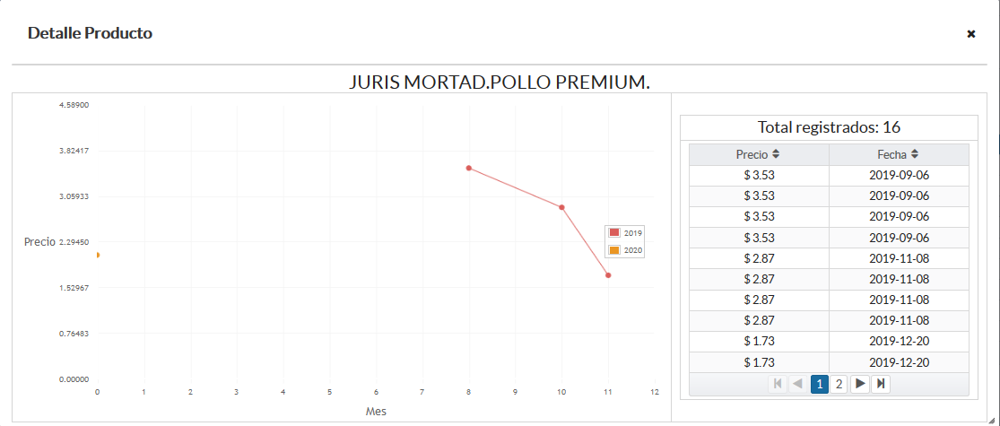 Detalle Producto
JURIS MORTAD.POLLO PREMIUM.
4.58900
3.82417
3.05933
Precio 2.29450
1.52967
0.76483
0.00000
0 1 2 3 4 5 6 7 8 9 10 11 12
Mes
2019
2020
Total registrados: 16
Precio Fecha
$ 3.53 2019-09-06
$ 3.53 2019-09-06
$ 3.53 2019-09-06
$ 3.53 2019-09-06
$ 2.87 2019-11-08
$ 2.87 2019-11-08
$ 2.87 2019-11-08
$ 2.87 2019-11-08
$ 1.73 2019-12-20
$ 1.73 2019-12-20
1 2